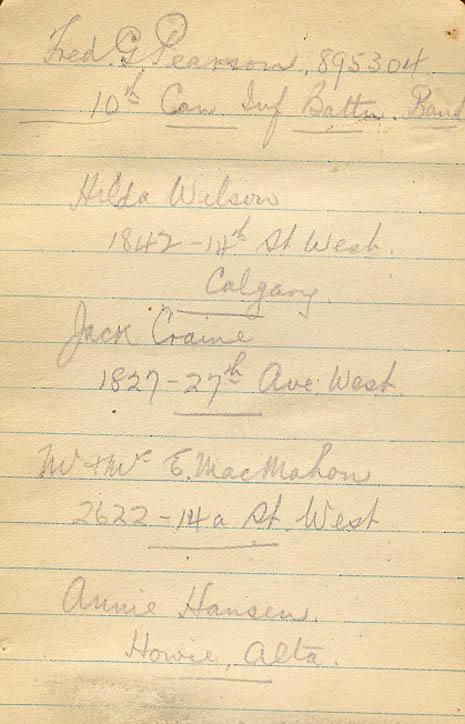 Fred. G Pearson, 895304
10th Can Inf Battn. Band
Hilda Wilson
1842 - 14th St West.
Calgary.
Jack Craine
1827 - 27th Ave West.
Mr & Mrs E. MacMahon
2622 - 14a St. West
Annie Hansen.
Howie, Alta.